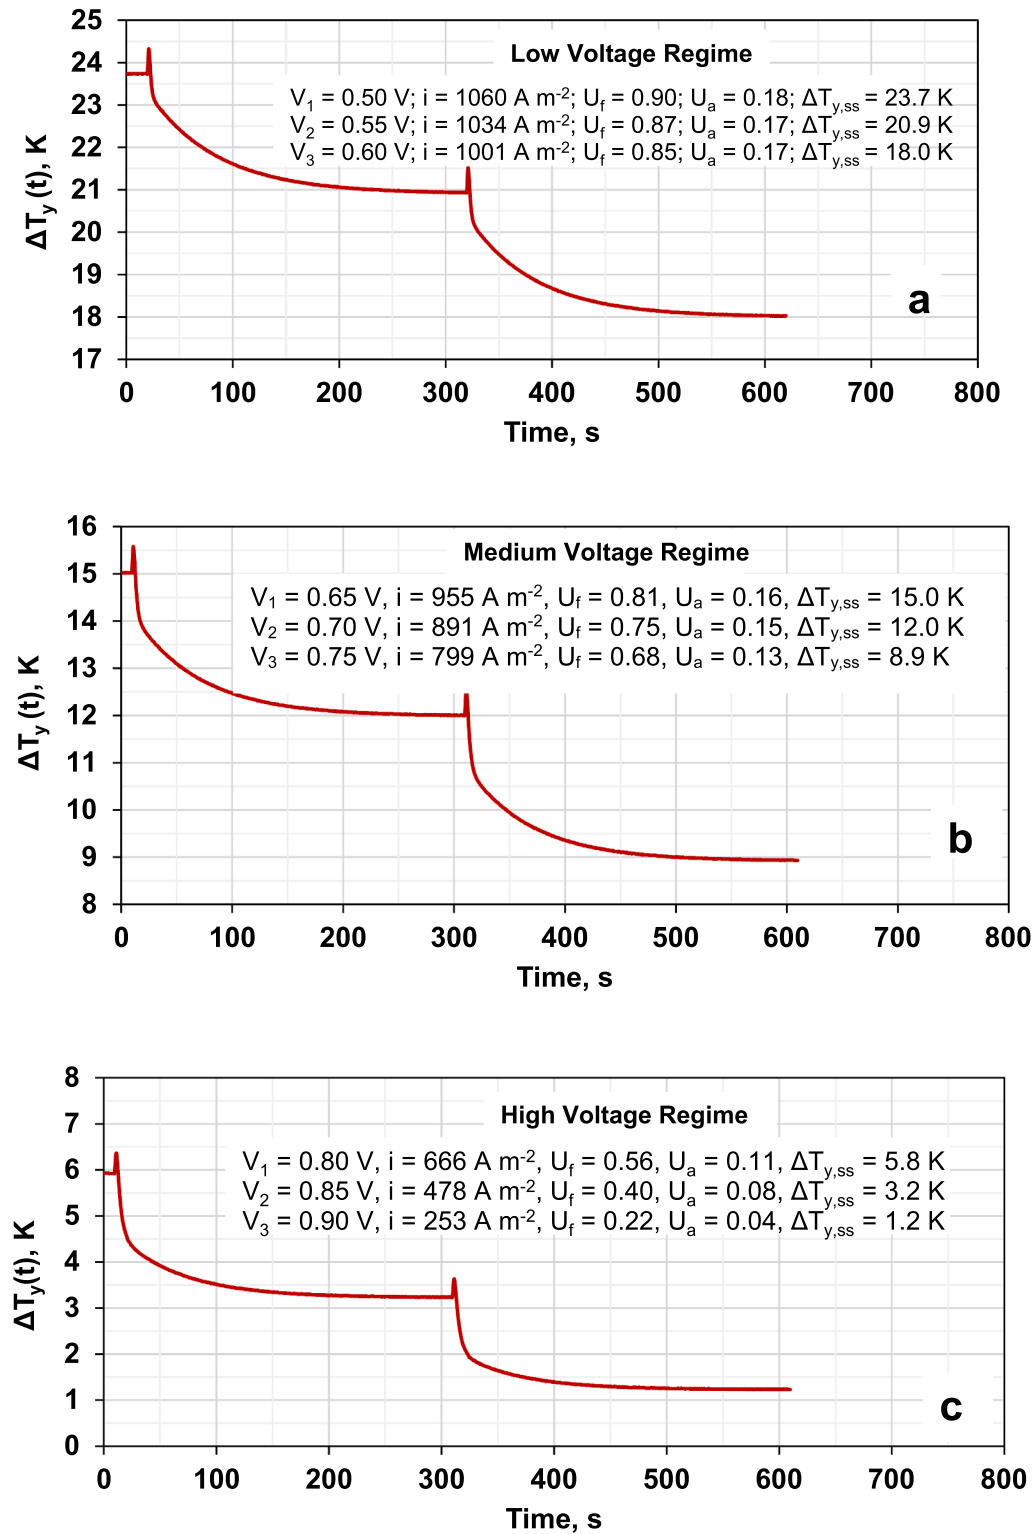 25
24
23
22
21
20
19
18
17
ΔTy (t), K
Low Voltage Regime
V1 = 0.50 V; i = 1060 A m-2; Uf = 0.90; Ua = 0.18; ΔTy,ss = 23.7 K
V2 = 0.55 V; i = 1034 A m-2; Uf = 0.87; Ua = 0.17; ΔTy,ss = 20.9 K
V3 = 0.60 V; i = 1001 A m-2; Uf = 0.85; Ua = 0.17; ΔTy,ss = 18.0 K
a
0 100 200 300 400 500 600 700 800
Time, s
16
15
14
13
12
11
10
9
8
ΔTy (t), K
Medium Voltage Regime
V1 = 0.65 V, i = 955 A m-2, Uf = 0.81, Ua = 0.16, ΔTy,ss = 15.0 K
V2 = 0.70 V, i = 891 A m-2, Uf = 0.75, Ua = 0.15, ΔTy,ss = 12.0 K
V3 = 0.75 V, i = 799 A m-2, Uf = 0.68, Ua = 0.13, ΔTy,ss = 8.9 K
b
0 100 200 300 400 500 600 700 800
Time, s
8
7
6
5
4
3
2
1
0
ΔTy(t), K
High Voltage Regime
V1 = 0.80 V, i = 666 A m-2, Uf = 0.56, Ua = 0.11, ΔTy,ss = 5.8 K
V2 = 0.85 V, i = 478 A m-2, Uf = 0.40, Ua = 0.08, ΔTy,ss = 3.2 K
V3 = 0.90 V, i = 253 A m-2, Uf = 0.22, Ua = 0.04, ΔTy,ss = 1.2 K
c
0 100 200 300 400 500 600 700 800
Time, s